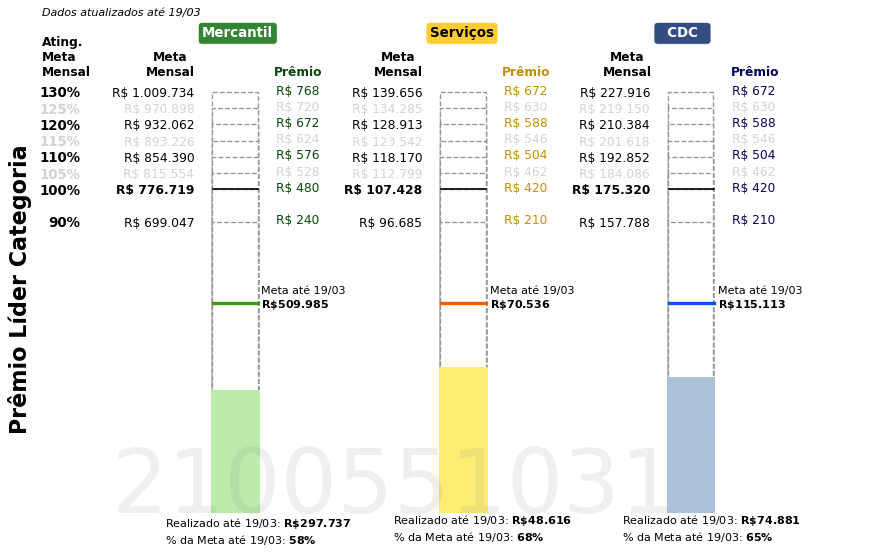 Dados atualizados até 19/03
Mercantil Serviços CDC
Ating.
Meta
Mensal
Meta
Mensal Prêmio Meta
Mensal Prêmio Meta
Mensal Prêmio
130% R$ 1.009.734 R$ 768 R$ 139.656 R$ 672 R$ 227.916 R$ 672
125% R$ 970.898 R$ 720 R$ 134.285 R$ 630 R$ 219.150 R$ 630
120% R$ 932.062 R$ 672 R$ 128.913 R$ 588 R$ 210.384 R$ 588
115% R$ 893.226 R$ 624 R$ 123.542 R$ 546 R$ 201.618 R$ 546
110% R$ 854.390 R$ 576 R$ 118.170 R$ 504 R$ 192.852 R$ 504
105% R$ 815.554 R$ 528 R$ 112.799 R$ 462 R$ 184.086 R$ 462
100% R$ 776.719 R$ 480 R$ 107.428 R$ 420 R$ 175.320 R$ 420
90% R$ 699.047 R$ 240 R$ 96.685 R$ 210 R$ 157.788 R$ 210
Prêmio Líder Categoria
Meta até 19/03 Meta até 19/03 Meta até 19/03
R$509.985 R$70.536 R$115.113
2100551031
Realizado até 19/03: R$297.737 Realizado até 19/03: R$48.616 Realizado até 19/03: R$74.881
% da Meta até 19/03: 58% % da Meta até 19/03: 68% % da Meta até 19/03: 65%